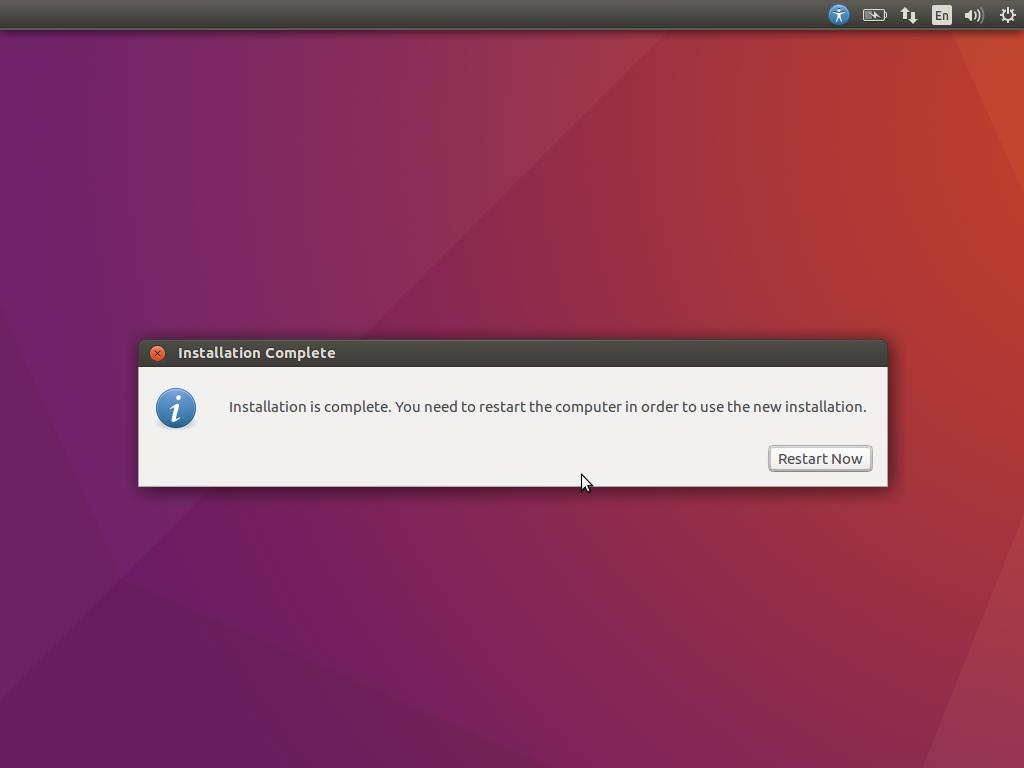 En
Installation Complete
Installation is complete. You need to restart the computer in order to use the new installation.
Restart Now